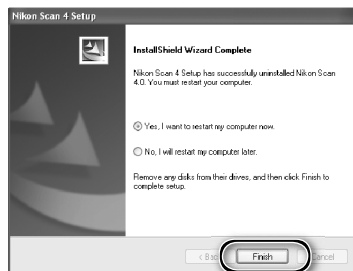 Nikon Scan 4 Setup
InstallShield Wizard Complete
Nikon Scan 4 Setup has successfully uninstalled Nikon Scan
4.0. You must restart your computer.
Yes, I want to restart my computer now.
No, I will restart my computer later.
Remove any disks from their drives, and then click Finish to
complete setup.
Finish